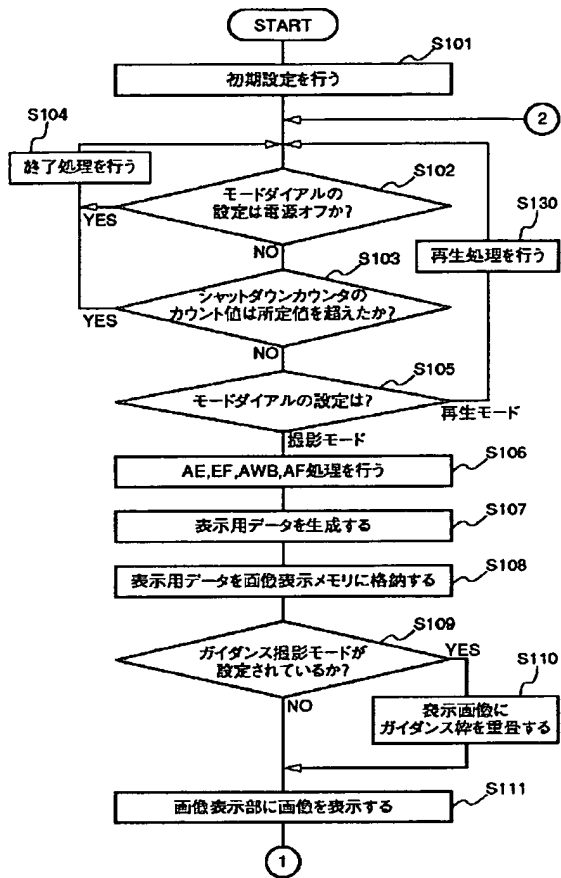 START
S101
初期設定を行う
2
S104
終了処理を行う
S102
モードダイアルの
設定は電源オフか?
YES
NO
S130
再生処理を行う
S103
シャットダウンカウンタの
カウント値は所定値を超えたか?
YES
NO
S105
モードダイアルの設定は?
再生モード
撮影モード
S106
AE,EF,AWB,AF処理を行う
S107
表示用データを生成する
S108
表示用データを画像表示メモリに格納する
S109
ガイダンス撮影モードが
設定されているか?
YES
NO
S110
表示画像に
ガイダンス枠を重畳する
S111
画像表示部に画像を表示する
1